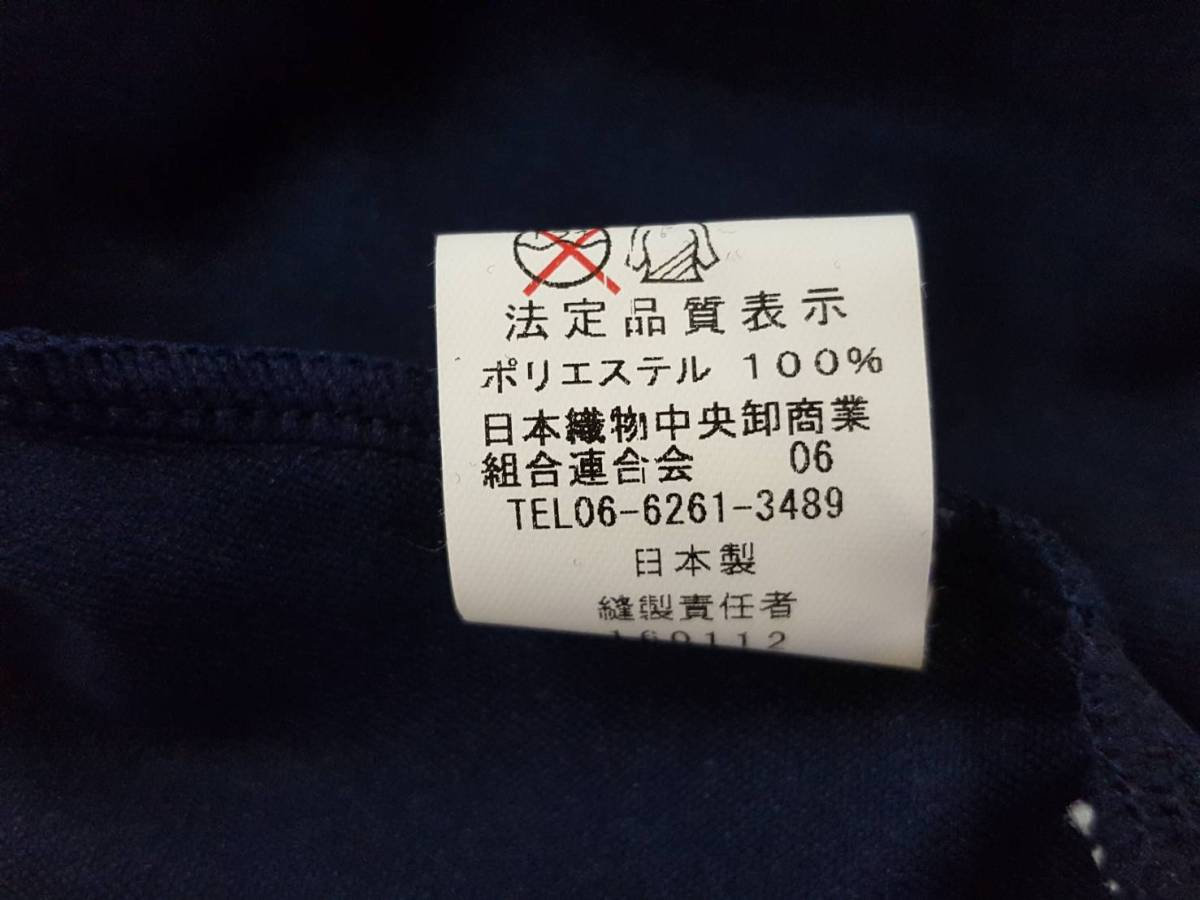 法定品質表示
ポリエステル 100%
日本織物中央卸商業
組合連合会 06
TEL06-6261-3489
日本製
縫製責任者
169112